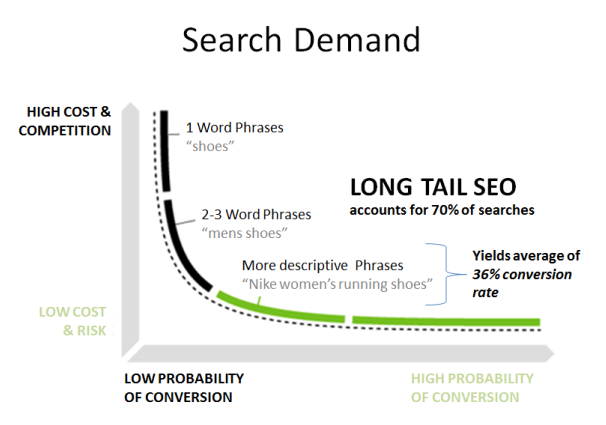 Search Demand
HIGH COST &
COMPETITION
1 Word Phrases
“shoes”
LONG TAIL SEO
accounts for 70% of searches
2-3 Word Phrases
“mens shoes”
More descriptive Phrases
“Nike women’s running shoes”
Yields average of
36% conversion
rate
LOW COST
& RISK
LOW PROBABILITY
OF CONVERSION
HIGH PROBABILITY
OF CONVERSION